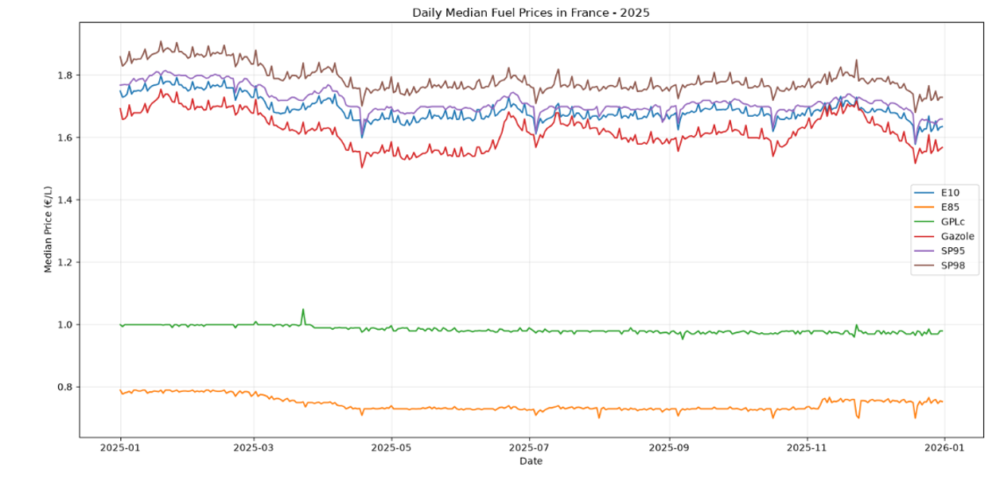 Daily Median Fuel Prices in France - 2025
Median Price (€/L)
1.8
1.6
1.4
1.2
1.0
0.8
E10
E85
GPLc
Gazole
SP95
SP98
2025-01
2025-03
2025-05
2025-07
2025-09
2025-11
2026-01
Date